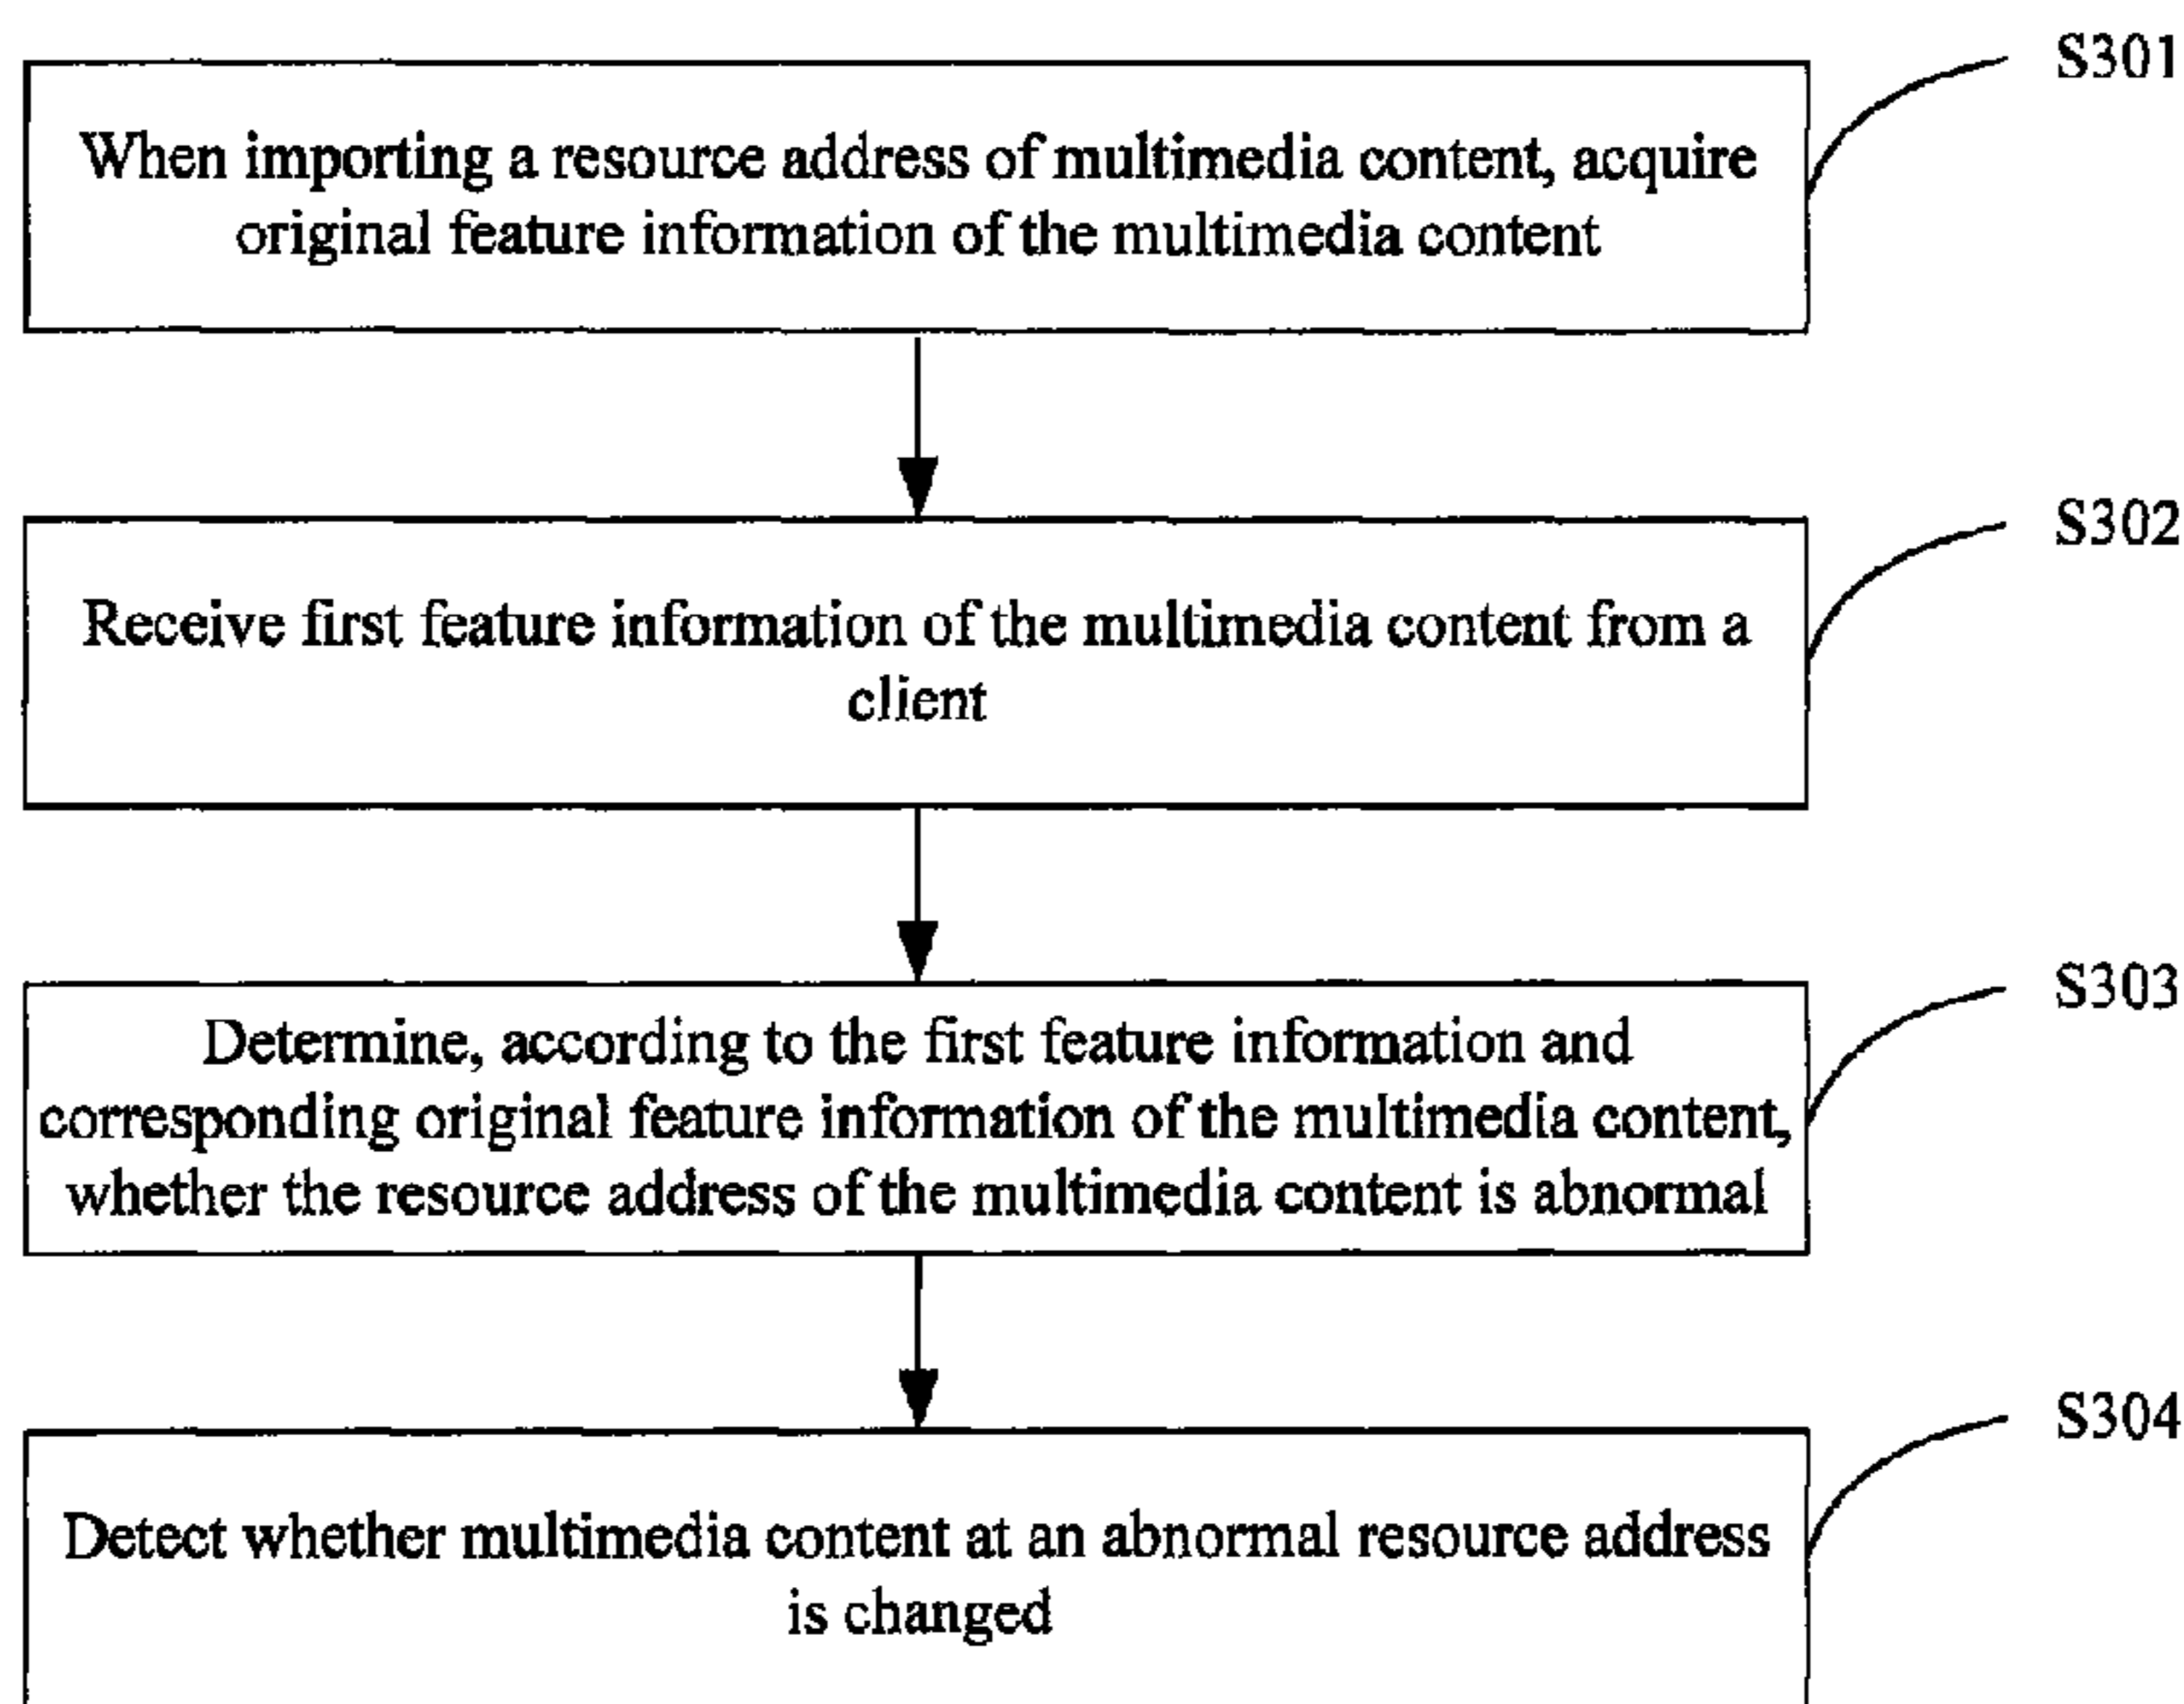 S301
When importing a resource address of multimedia content, acquire
original feature information of the multimedia content
S302
Receive first feature information of the multimedia content from a
client
S303
Determine, according to the first feature information and
corresponding original feature information of the multimedia content,
whether the resource address of the multimedia content is abnormal
S304
Detect whether multimedia content at an abnormal resource address
is changed